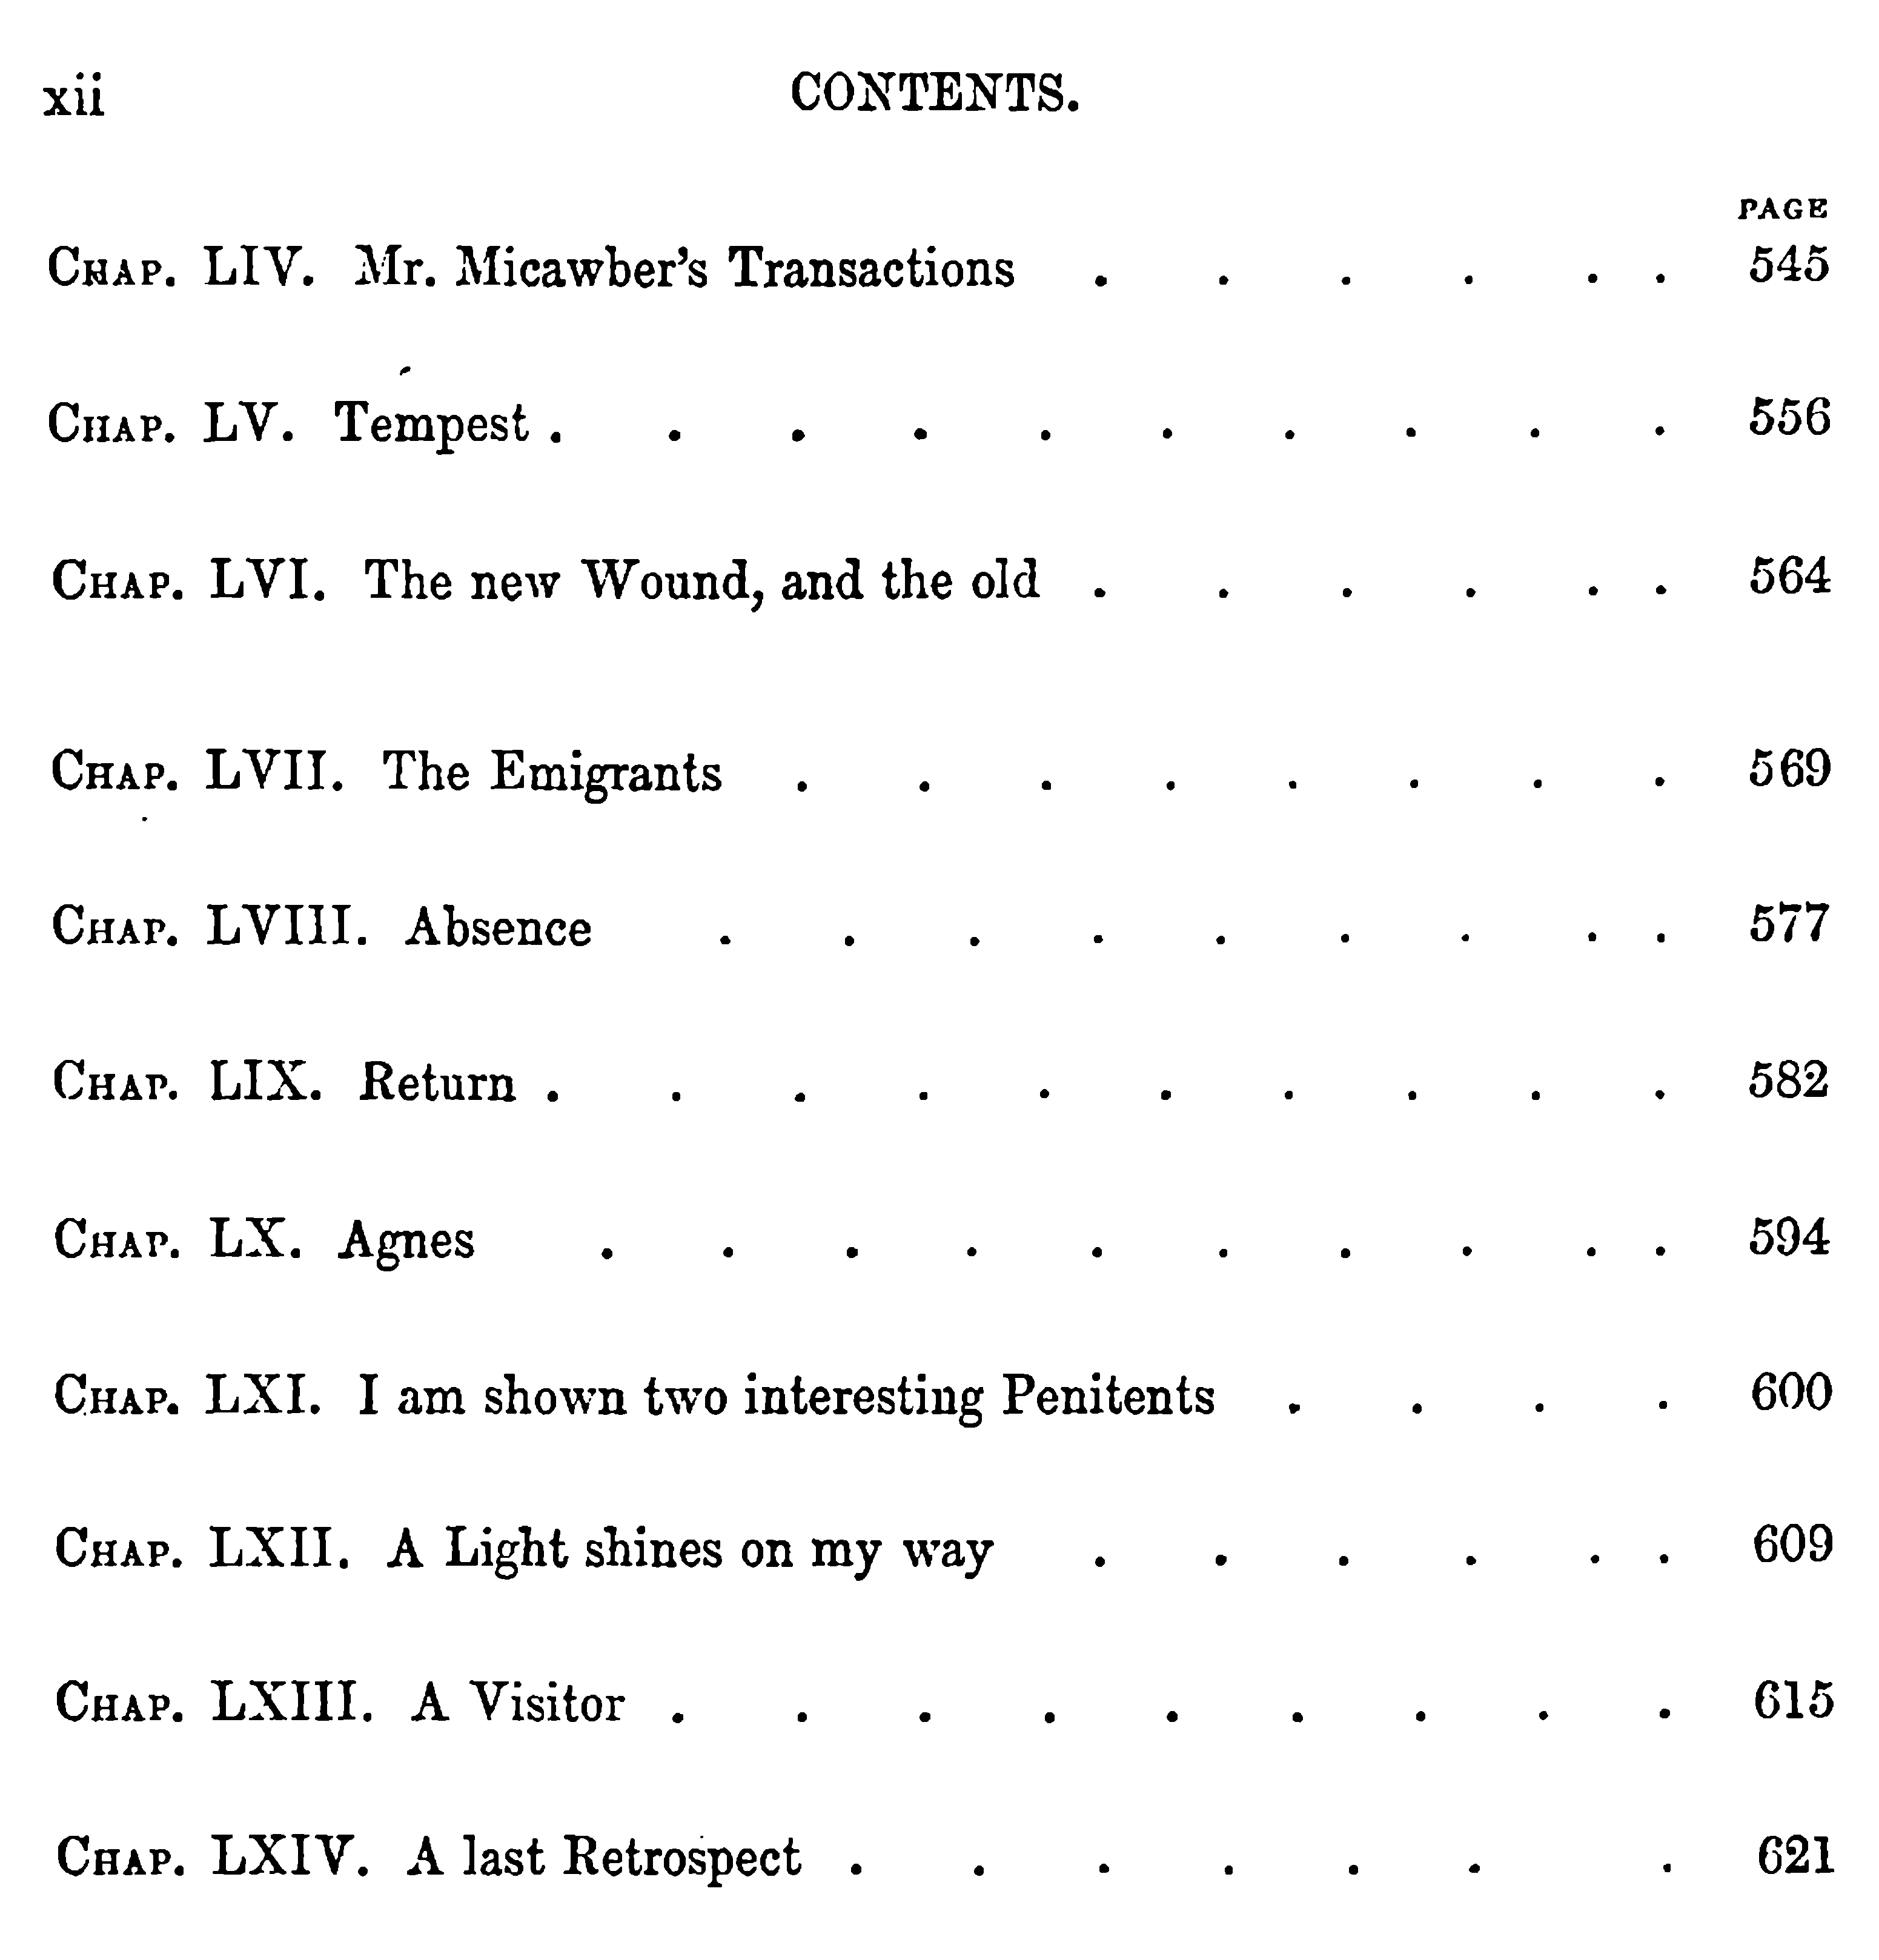 xii CONTENTS.
PAGE
CHAP. LIV. Mr. Micawber's Transactions . . . . . . 545
CHAP. LV. Tempest . . . . . . . . . . 556
CHAP. LVI. The new Wound, and the old . . . . . . 564
CHAP. LVII. The Emigrants . . . . . . . . 569
CHAP. LVIII. Absence . . . . . . . . . 577
CHAP. LIX. Return . . . . . . . . . . 582
CHAP. LX. Agnes . . . . . . . . . . 594
CHAP. LXI. I am shown two interesting Penitents . . . . 600
CHAP. LXII. A Light shines on my way . . . . . . 609
CHAP. LXIII. A Visitor . . . . . . . . . 615
CHAP. LXIV. A last Retrospect . . . . . . . 621